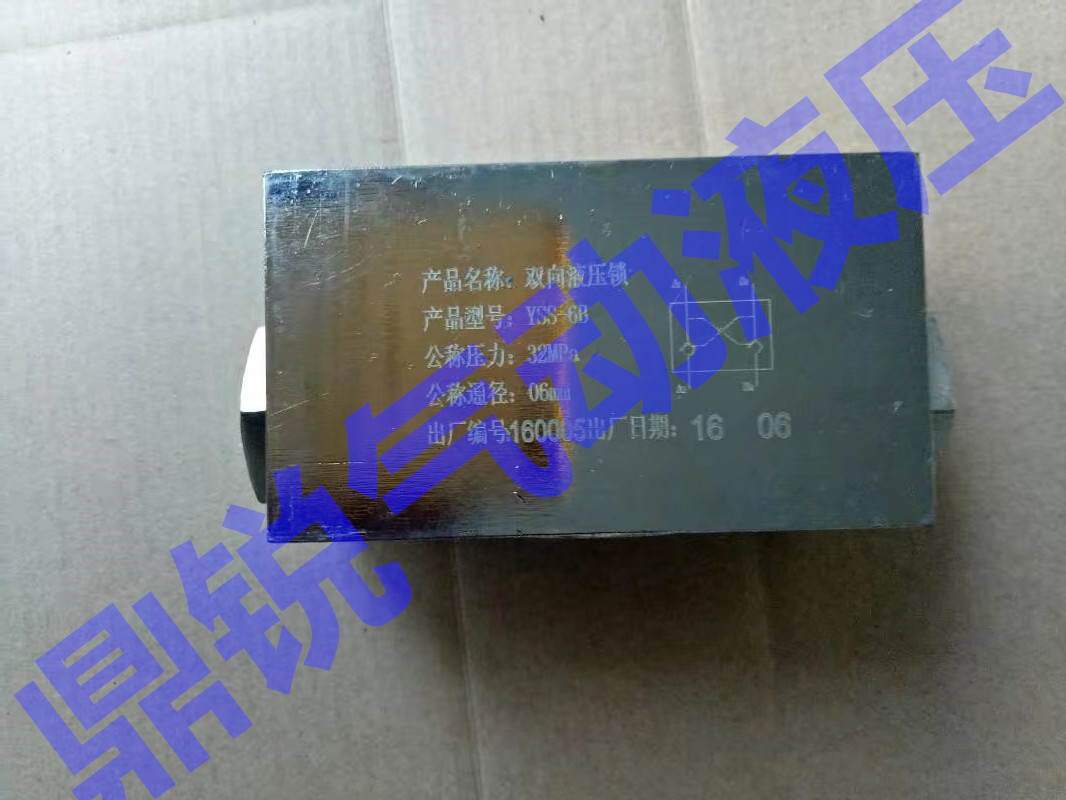 产品名称：双向液压锁
产品型号：YSS-6B
公称压力：32MPa
公称通径：06mm
出厂编号:160005出厂日期：16 06
鼎锐气动液压